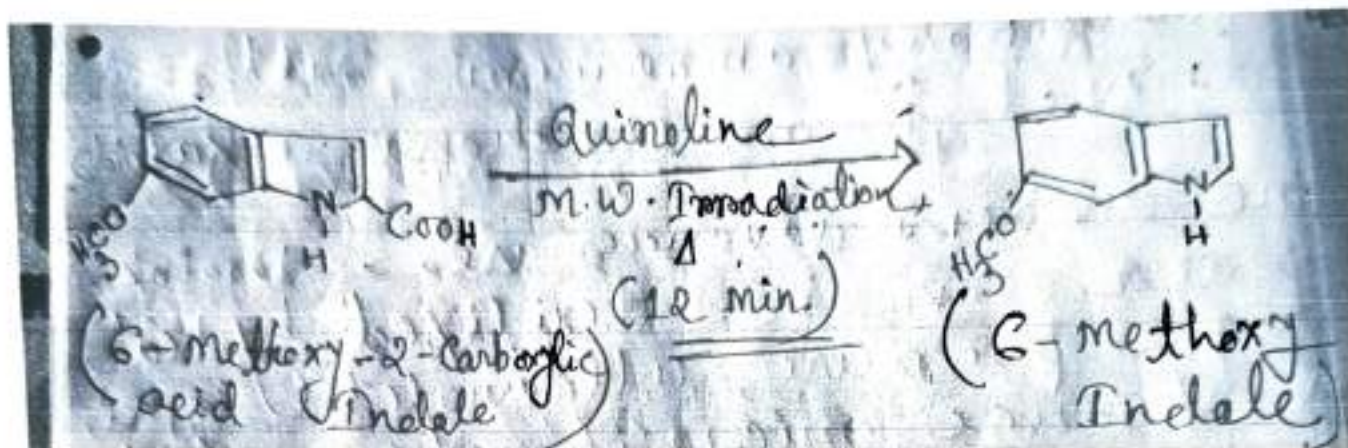 Quinoline
M.W. Irradiation,
Δ
(12 min.)
H3CO
N
H
COOH
(6-Methoxy-2-Carboxylic
acid Indole)
H3CO
N
H
(6-methoxy
Indole)